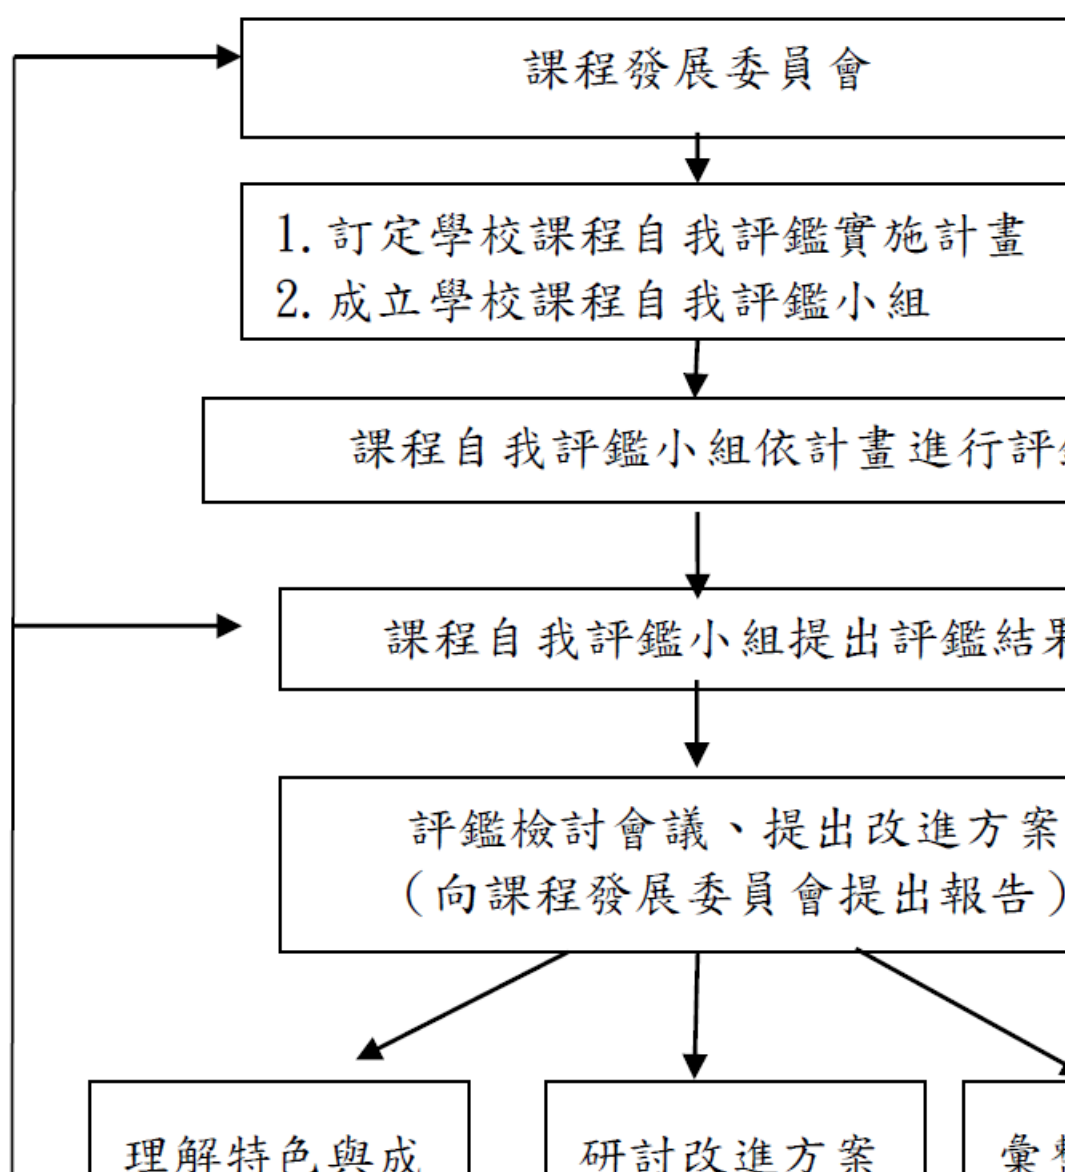 課程發展委員會
1. 訂定學校課程自我評鑑實施計畫
2. 成立學校課程自我評鑑小組
課程自我評鑑小組依計畫進行評
課程自我評鑑小組提出評鑑結果
評鑑檢討會議、提出改進方案
(向課程發展委員會提出報告)
理解特色與成
研討改進方案
彙